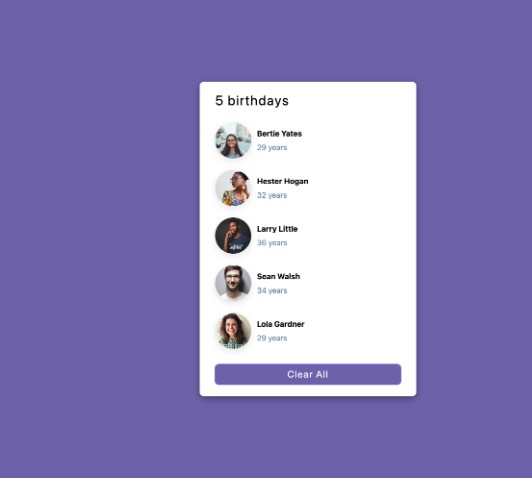 5 birthdays
Bertie Yates
29 years
Hester Hogan
32 years
Larry Little
36 years
Sean Walsh
34 years
Lola Gardner
29 years
Clear All